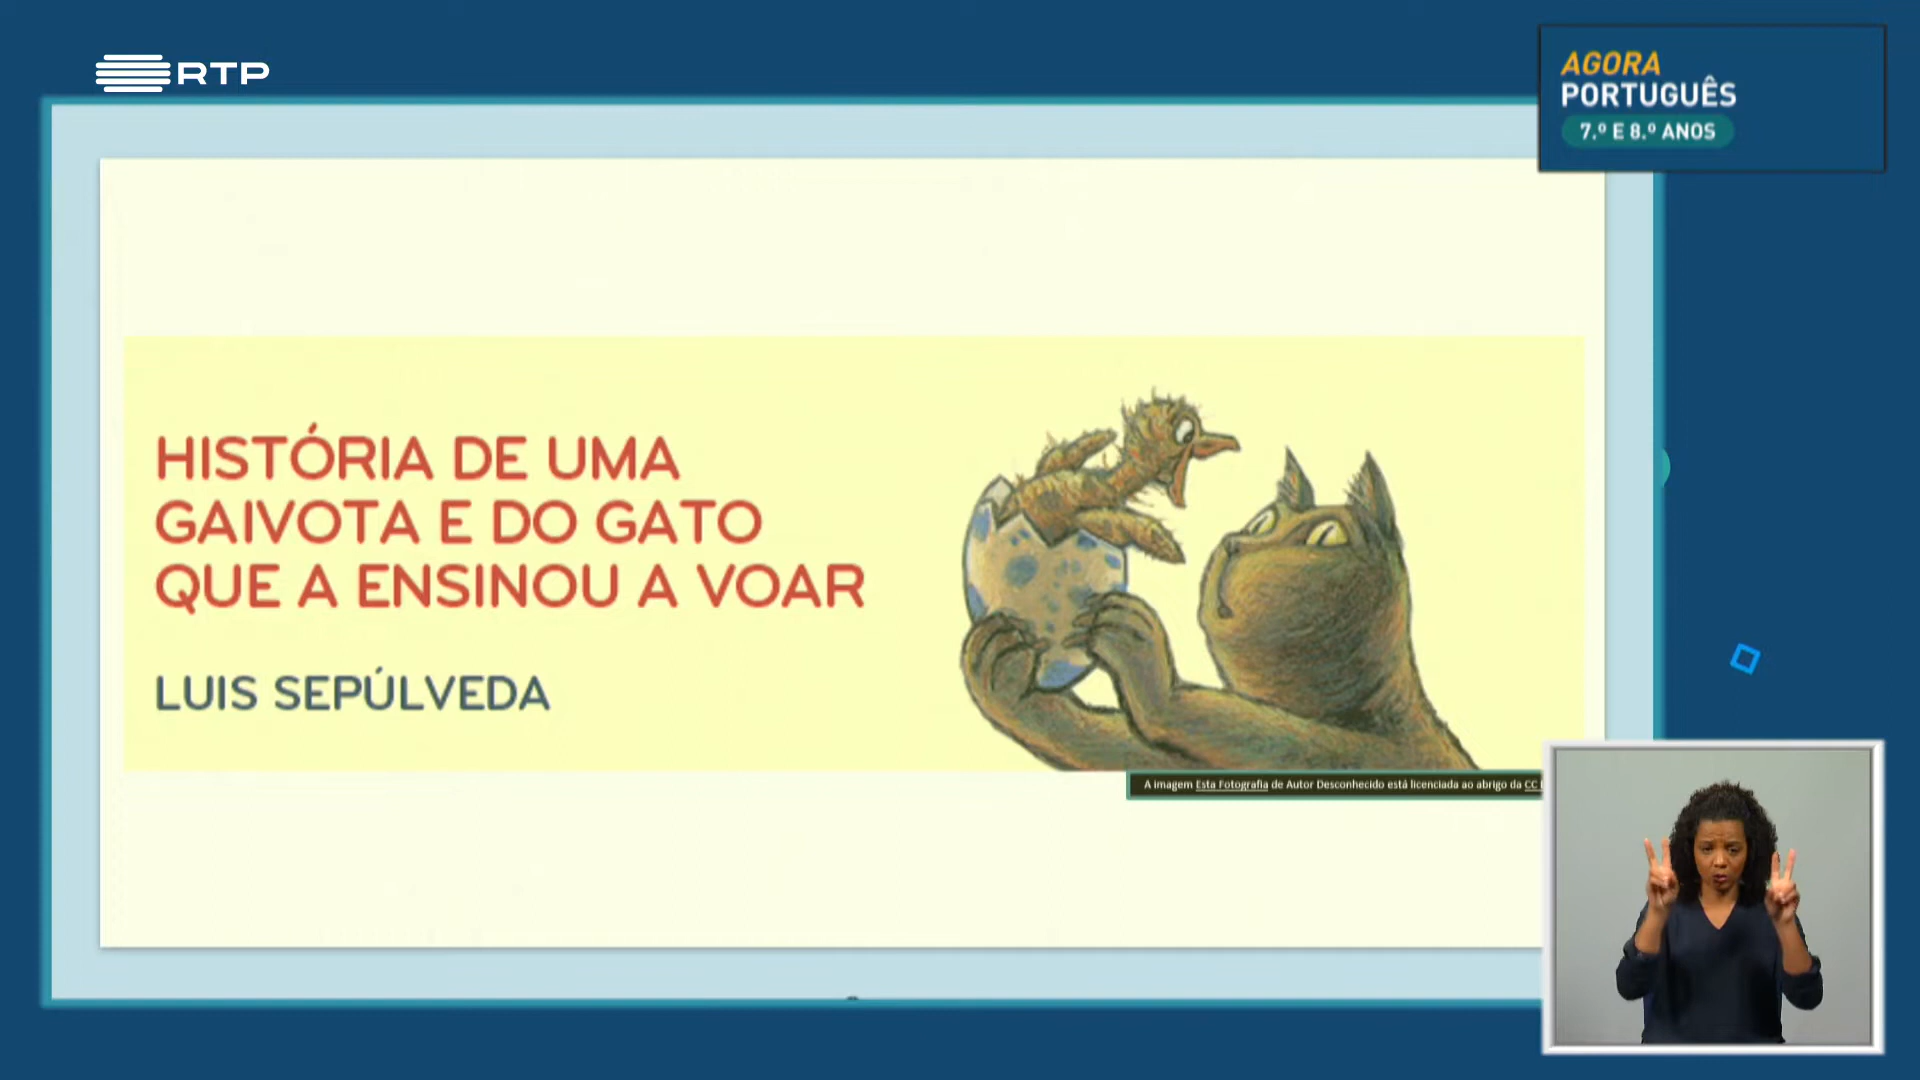 RTP
AGORA
PORTUGUÊS
7.º E 8.º ANOS
HISTÓRIA DE UMA
GAIVOTA E DO GATO
QUE A ENSINOU A VOAR
LUIS SEPÚLVEDA
A imagem Esta Fotografia de Autor Desconhecido está licenciada ao abrigo da CC